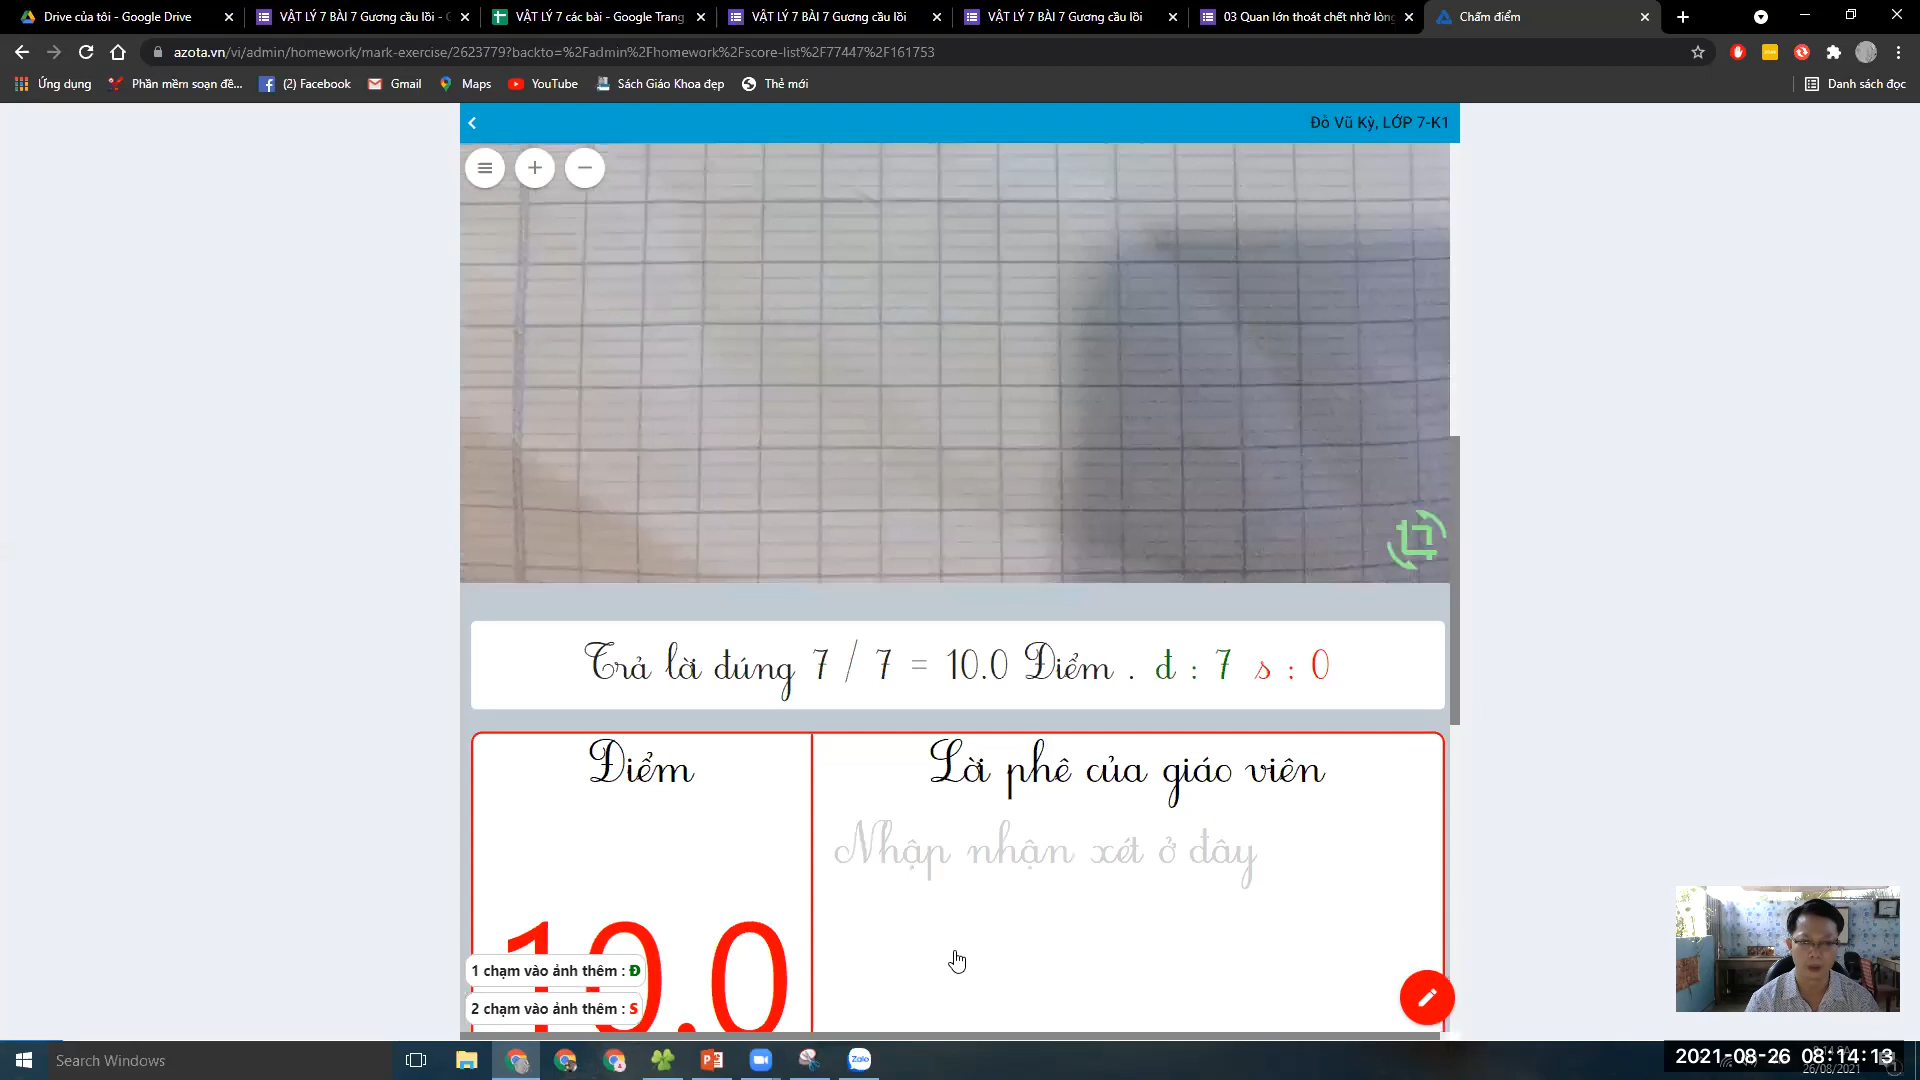 Drive của tôi - Google Drive
VẬT LÝ 7 BÀI 7 Gương cầu lồi -
VẬT LÝ 7 các bài - Google Trang
VẬT LÝ 7 BÀI 7 Gương cầu lồi
VẬT LÝ 7 BÀI 7 Gương cầu lồi
03 Quan lớn thoát chết nhờ lòng
Chấm điểm
azota.vn/vi/admin/homework/mark-exercise/2623779?backto=%2Fadmin%2Fhomework%2Fscore-list%2F77447%2F161753
Ứng dụng
Phần mềm soạn đề...
(2) Facebook
Gmail
Maps
YouTube
Sách Giáo Khoa đẹp
Thẻ mới
Danh sách đọc
Đỗ Vũ Kỳ, LỚP 7-K1
Trả lời đúng 7 / 7 = 10.0 Điểm . đ : 7 s : 0
Điểm
Lời phê của giáo viên
Nhập nhận xét ở đây
10.0
1 chạm vào ảnh thêm : Đ
2 chạm vào ảnh thêm : S
Search Windows
Zalo
2021-08-26 08:14:13
26/08/2021